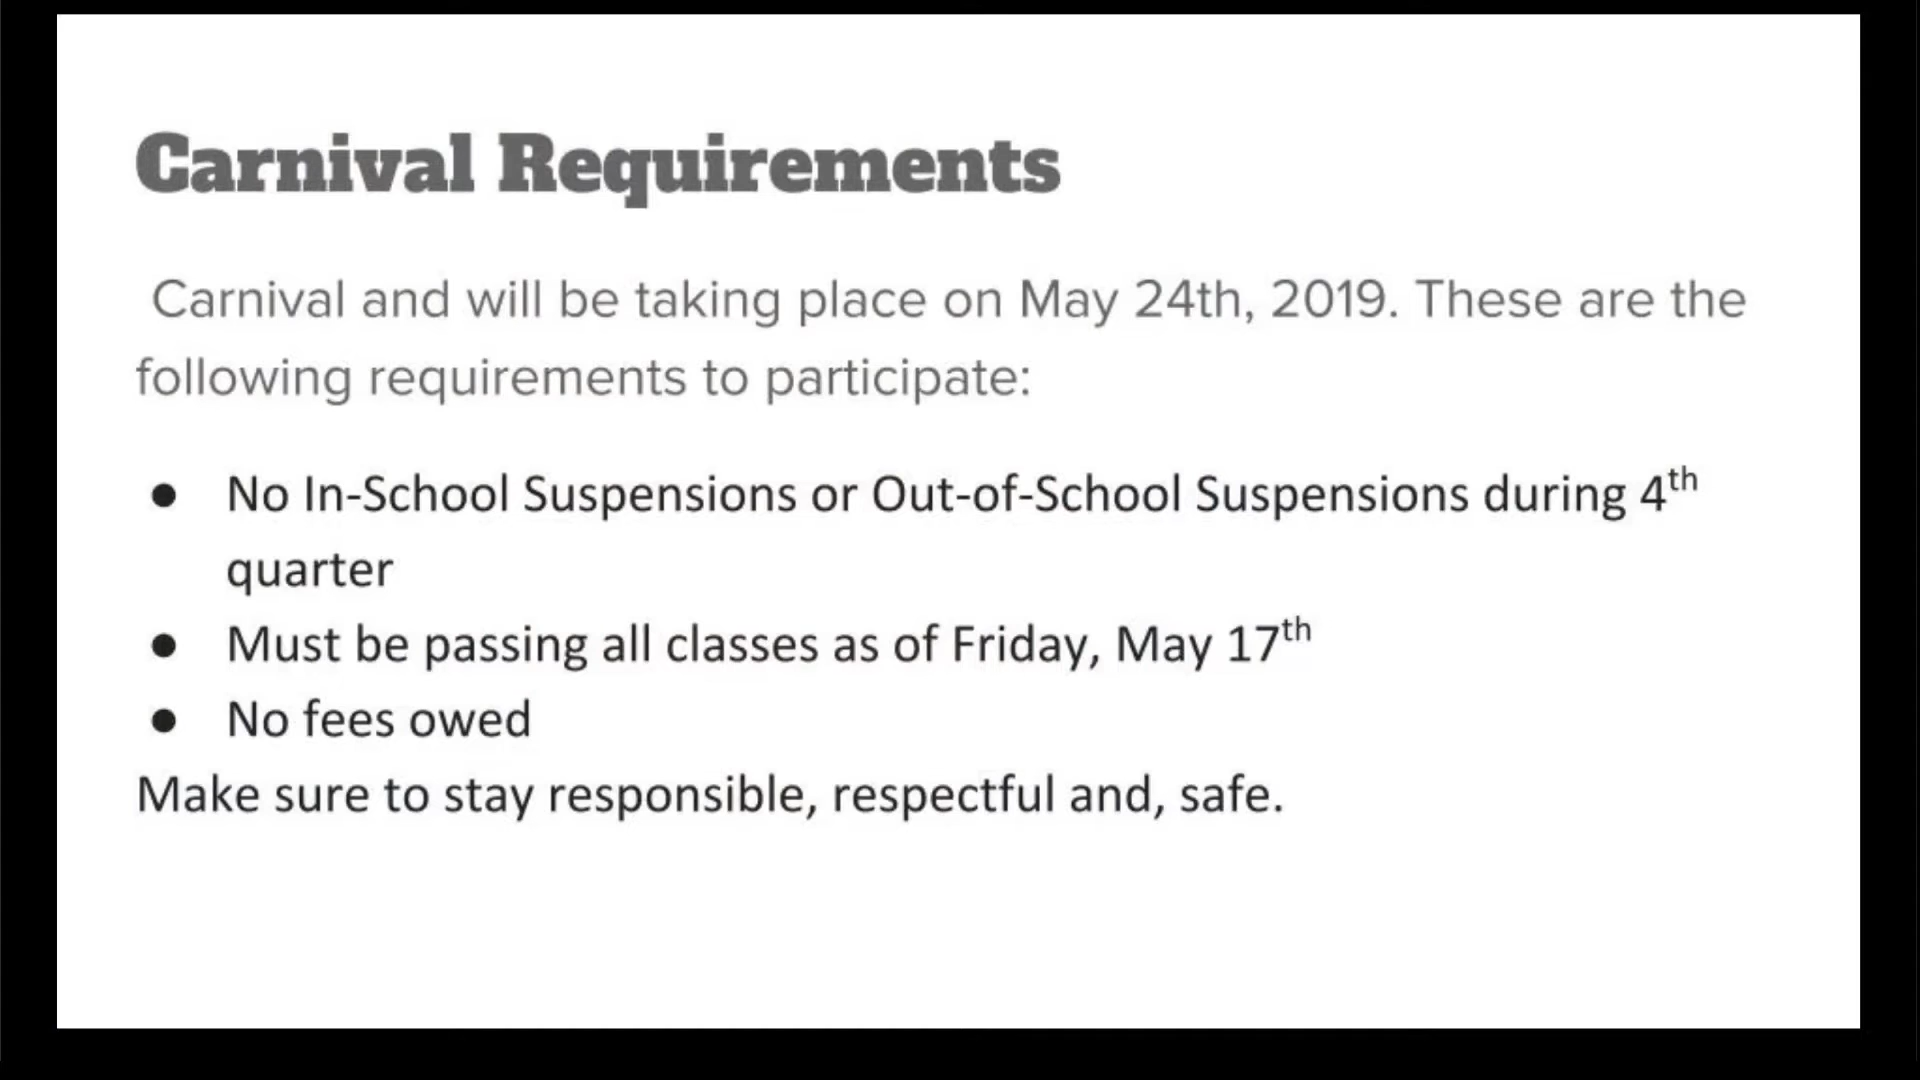 Carnival Requirements
Carnival and will be taking place on May 24th, 2019. These are the
following requirements to participate:
● No In-School Suspensions or Out-of-School Suspensions during 4th
quarter
● Must be passing all classes as of Friday, May 17th
● No fees owed
Make sure to stay responsible, respectful and, safe.